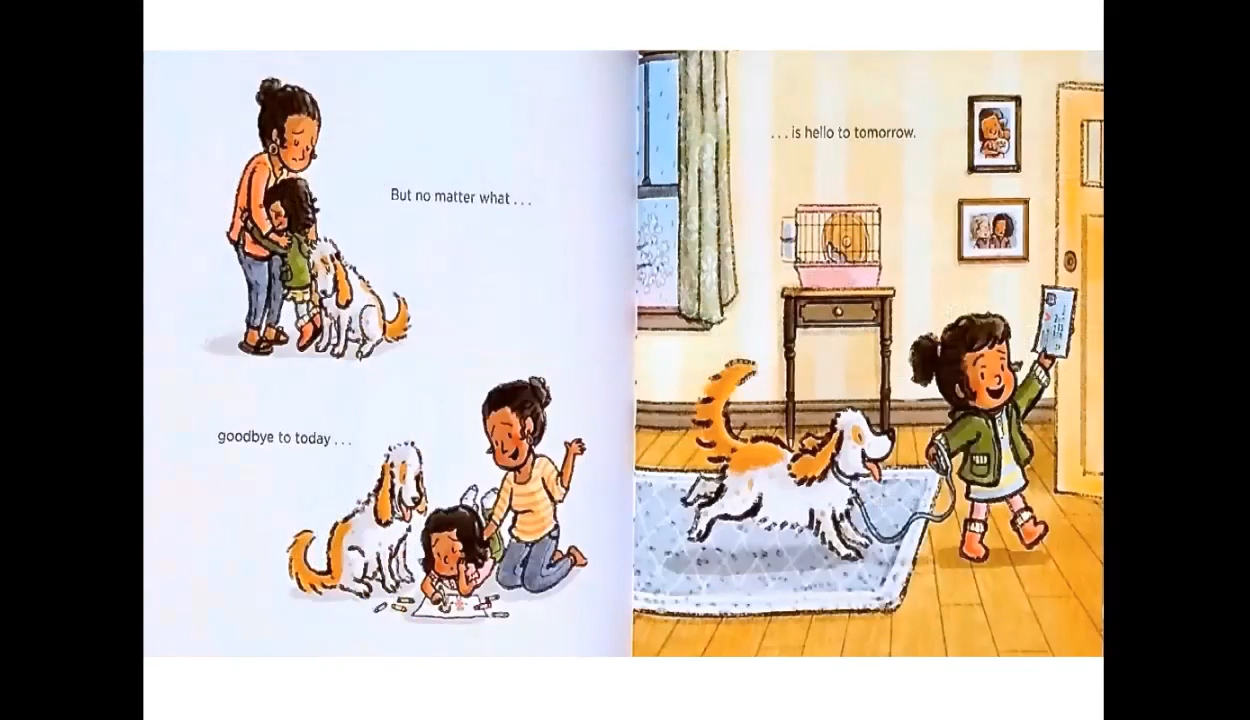 But no matter what . . .
goodbye to today . . .
. . . is hello to tomorrow.